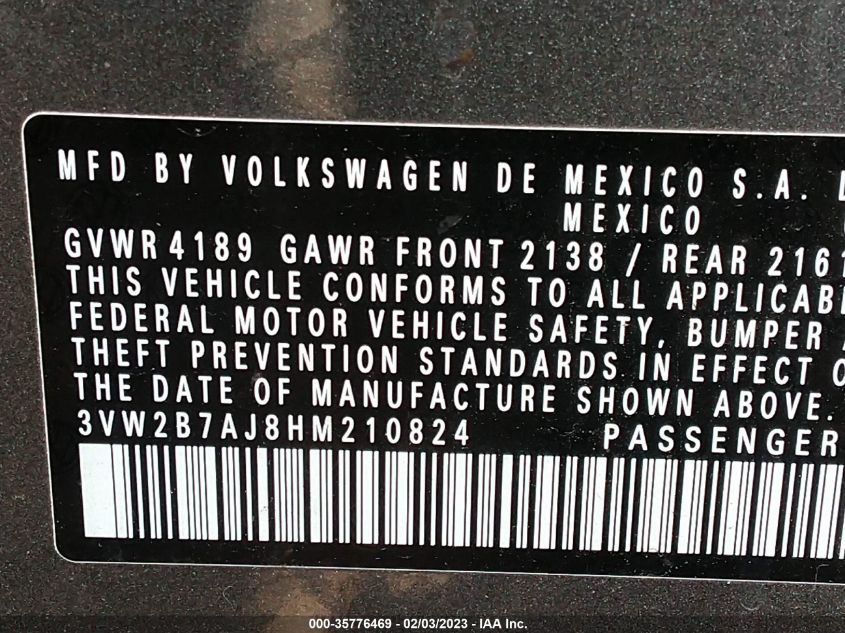 MFD BY VOLKSWAGEN DE MEXICO S.A.
MEXICO
GVWR 4189 GAWR FRONT 2138 / REAR 2161
THIS VEHICLE CONFORMS TO ALL APPLICAB
FEDERAL MOTOR VEHICLE SAFETY, BUMPER
THEFT PREVENTION STANDARDS IN EFFECT O
THE DATE OF MANUFACTURE SHOWN ABOVE.
3VW2B7AJ8HM210824 PASSENGER
000-35776469 - 02/03/2023 - IAA Inc.